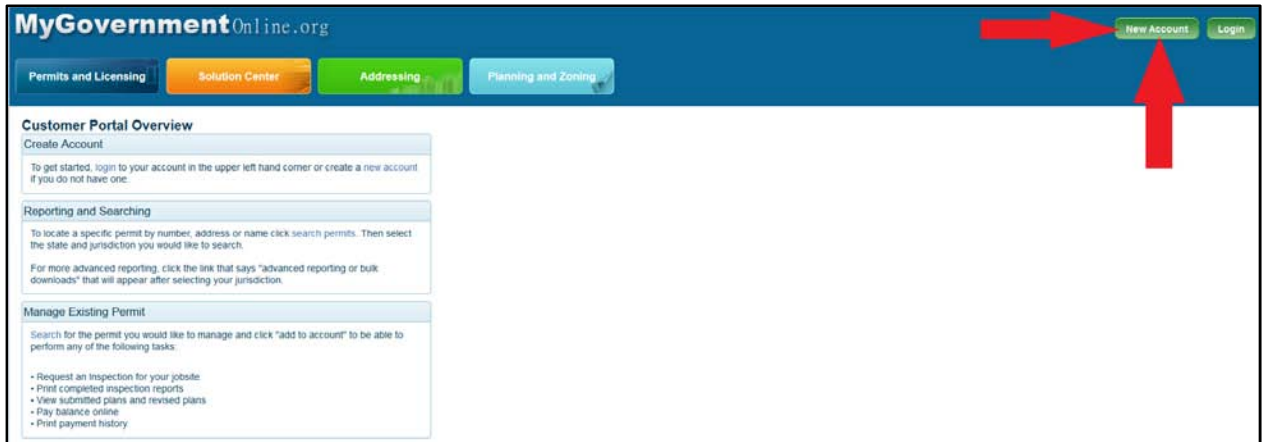 MyGovernmentOnline.org
New Account
Login
Permits and Licensing
Solution Center
Addressing
Planning and Zoning
Customer Portal Overview
Create Account
To get started, login to your account in the upper left hand corner or create a new account
if you do not have one.
Reporting and Searching
To locate a specific permit by number, address or name click search permits. Then select
the state and jurisdiction you would like to search.
For more advanced reporting, click the link that says "advanced reporting or bulk
downloads" that will appear after selecting your jurisdiction.
Manage Existing Permit
Search for the permit you would like to manage and click "add to account" to be able to
perform any of the following tasks:
• Request an Inspection for your jobsite
• Print completed inspection reports
• View submitted plans and revised plans
• Pay balance online
• Print payment history